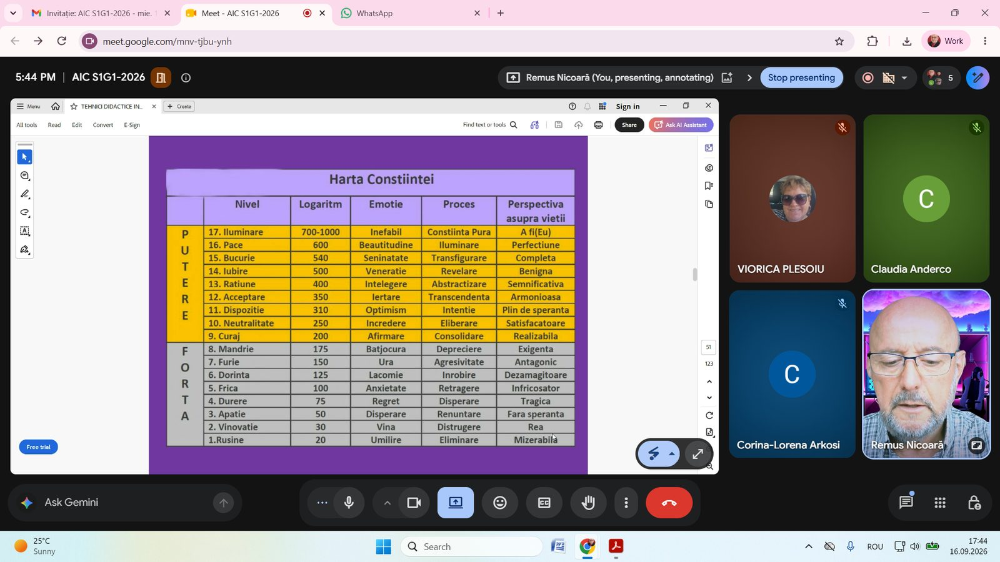 Invitație: AIC S1G1-2026 - mie.
Meet - AIC S1G1-2026
WhatsApp
meet.google.com/mnv-tjbu-ynh
Work
5:44 PM | AIC S1G1-2026
Remus Nicoară (You, presenting, annotating)
Stop presenting
5
Menu
TEHNICI DIDACTICE IN...
+ Create
Sign in
All tools Read Edit Convert E-Sign
Find text or tools
Share
Ask AI Assistant
Harta Constiintei
Nivel Logaritm Emotie Proces Perspectiva asupra vietii
PUTERE
17. Iluminare 700-1000 Inefabil Constiinta Pura A fi(Eu)
16. Pace 600 Beautitudine Iluminare Perfectiune
15. Bucurie 540 Seninatate Transfigurare Completa
14. Iubire 500 Veneratie Revelare Benigna
13. Ratiune 400 Intelegere Abstractizare Semnificativa
12. Acceptare 350 Iertare Transcendenta Armonioasa
11. Dispozitie 310 Optimism Intentie Plin de speranta
10. Neutralitate 250 Incredere Eliberare Satisfacatoare
9. Curaj 200 Afirmare Consolidare Realizabila
FORTA
8. Mandrie 175 Batjocura Depreciere Exigenta
7. Furie 150 Ura Agresivitate Antagonic
6. Dorinta 125 Lacomie Inrobire Dezamagitoare
5. Frica 100 Anxietate Retragere Infricosator
4. Durere 75 Regret Disperare Tragica
3. Apatie 50 Disperare Renuntare Fara speranta
2. Vinovatie 30 Vina Distrugere Rea
1.Rusine 20 Umilire Eliminare Mizerabila
51
123
Free trial
VIORICA PLESOIU
C
Claudia Anderco
C
Corina-Lorena Arkosi
Remus Nicoară
Ask Gemini
25°C
Sunny
Search
ROU
17:44
16.09.2026